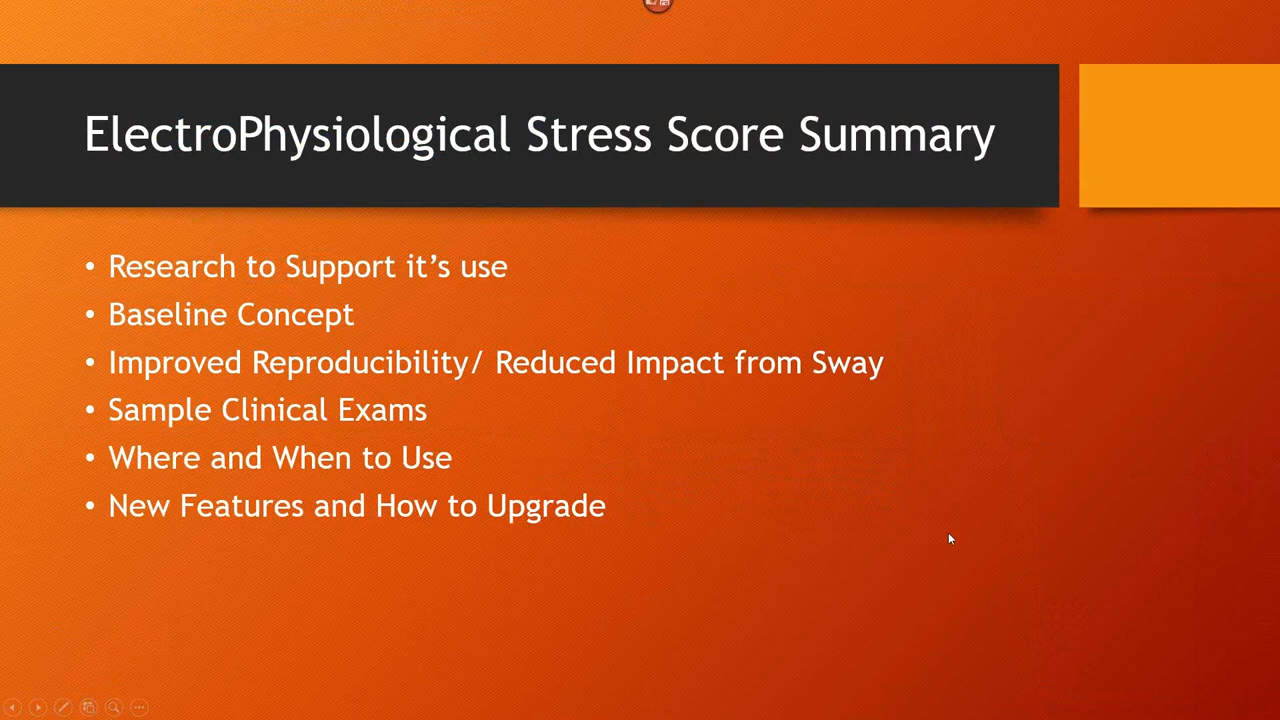 ElectroPhysiological Stress Score Summary
• Research to Support it’s use
• Baseline Concept
• Improved Reproducibility/ Reduced Impact from Sway
• Sample Clinical Exams
• Where and When to Use
• New Features and How to Upgrade